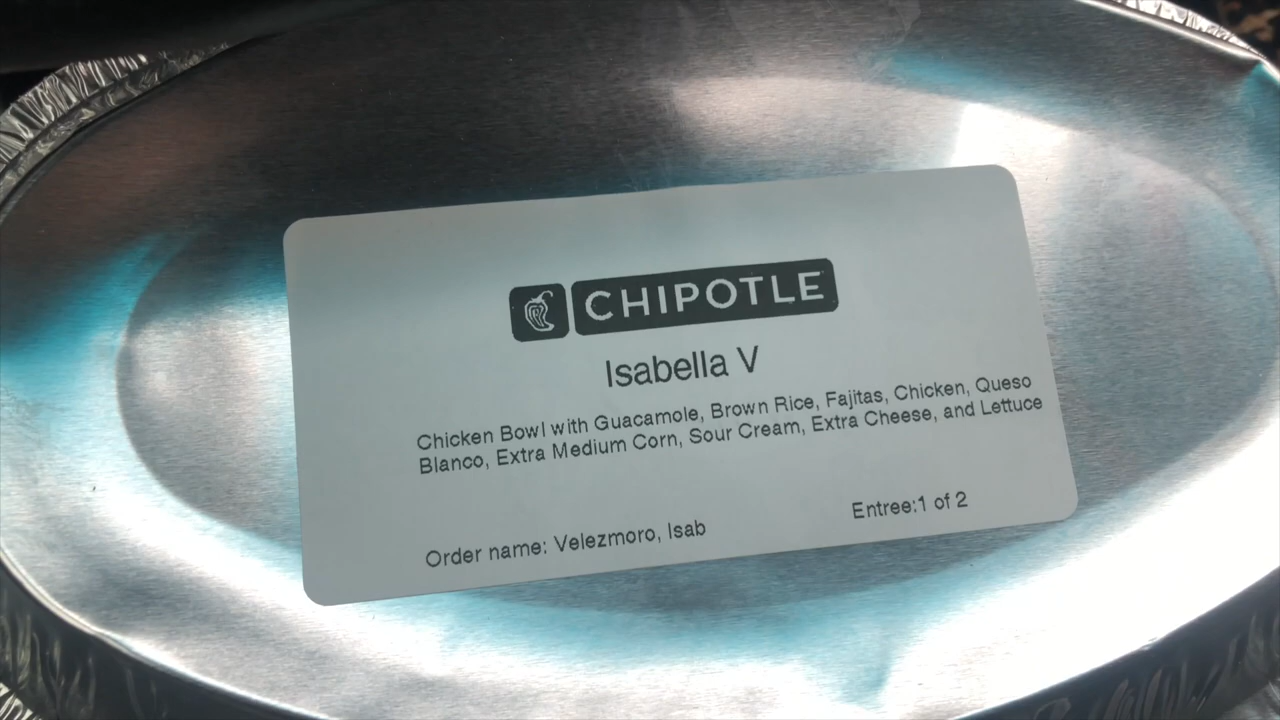 CHIPOTLE
Isabella V
Chicken Bowl with Guacamole, Brown Rice, Fajitas, Chicken, Queso
Blanco, Extra Medium Corn, Sour Cream, Extra Cheese, and Lettuce
Entree:1 of 2
Order name: Velezmoro, Isab